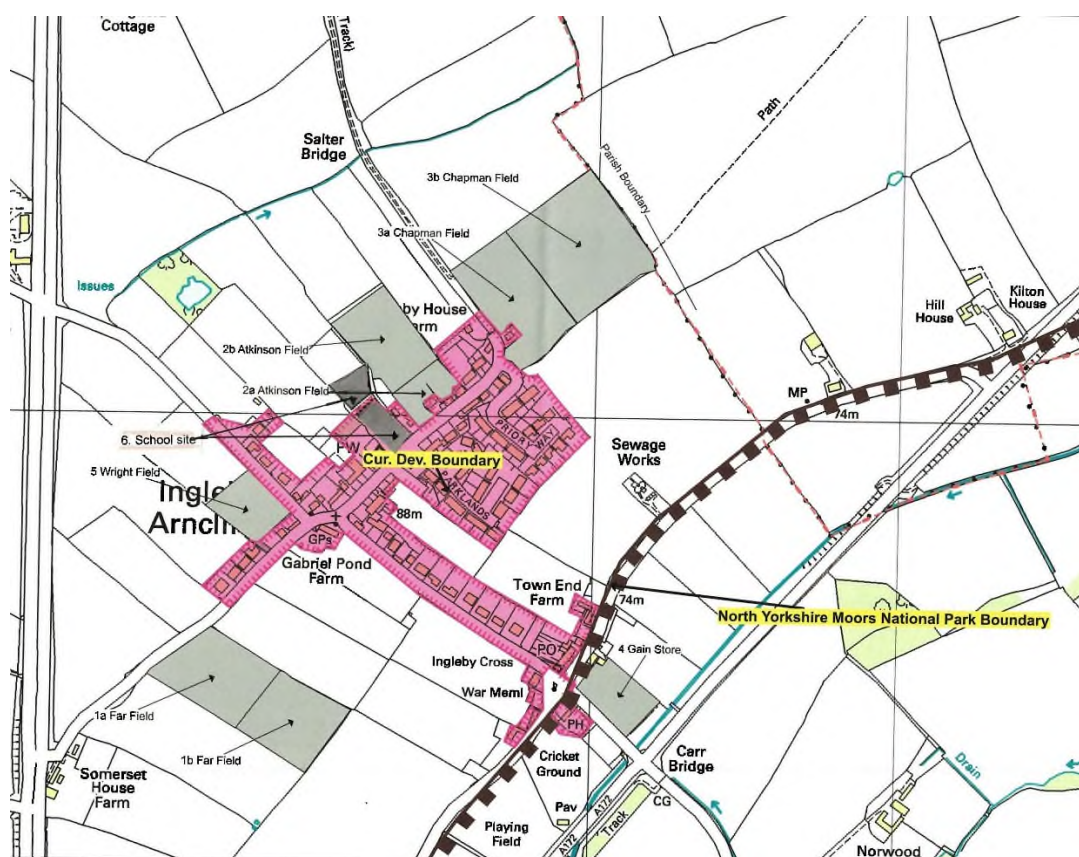 Cottage
Track)
Salter
Bridge
3b Chapman Field
3a Chapman Field
Path
Parish Boundary
Issues
by House
Farm
2b Atkinson Field
2a Atkinson Field
6. School site
5 Wright Field
PW
Cur. Dev. Boundary
PRIORY WAY
PARKLANDS
88m
GPs
Gabriel Pond
Farm
Hill
House
Kilton
House
MP
74m
Sewage
Works
Town End
Farm
74m
North Yorkshire Moors National Park Boundary
PO
4 Gain Store
Ingleby Cross
War Meml
PH
1a Far Field
1b Far Field
Somerset
House
Farm
Cricket
Ground
Pav
Playing
Field
A172
A172
Track
CG
Carr
Bridge
Drain
Norwood